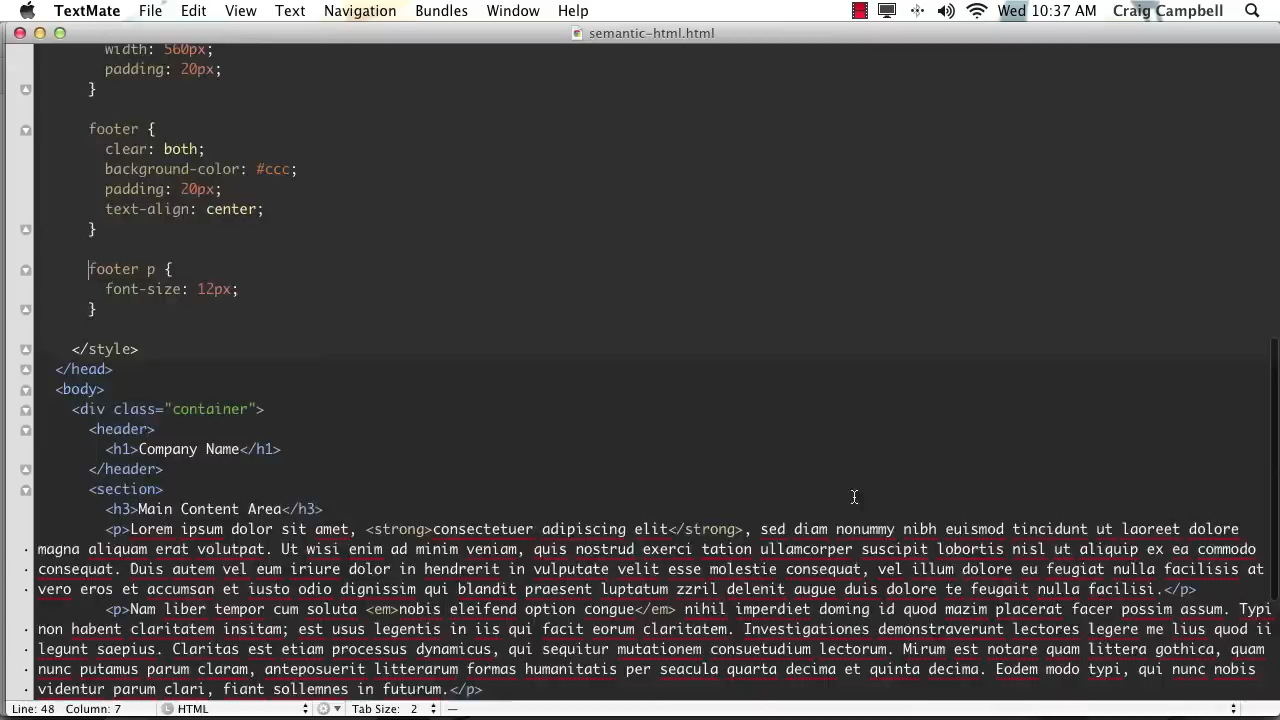 TextMate File Edit View Text Navigation Bundles Window Help Wed 10:37 AM Craig Campbell
semantic-html.html
width: 560px;
padding: 20px;
}
footer {
clear: both;
background-color: #ccc;
padding: 20px;
text-align: center;
}
footer p {
font-size: 12px;
}
</style>
</head>
<body>
<div class="container">
<header>
<h1>Company Name</h1>
</header>
<section>
<h3>Main Content Area</h3>
<p>Lorem ipsum dolor sit amet, <strong>consectetuer adipiscing elit</strong>, sed diam nonummy nibh euismod tincidunt ut laoreet dolore
magna aliquam erat volutpat. Ut wisi enim ad minim veniam, quis nostrud exerci tation ullamcorper suscipit lobortis nisl ut aliquip ex ea commodo
consequat. Duis autem vel eum iriure dolor in hendrerit in vulputate velit esse molestie consequat, vel illum dolore eu feugiat nulla facilisis at
vero eros et accumsan et iusto odio dignissim qui blandit praesent luptatum zzril delenit augue duis dolore te feugait nulla facilisi.</p>
<p>Nam liber tempor cum soluta <em>nobis eleifend option congue</em> nihil imperdiet doming id quod mazim placerat facer possim assum. Typi
non habent claritatem insitam; est usus legentis in iis qui facit eorum claritatem. Investigationes demonstraverunt lectores legere me lius quod ii
legunt saepius. Claritas est etiam processus dynamicus, qui sequitur mutationem consuetudium lectorum. Mirum est notare quam littera gothica, quam
nunc putamus parum claram, anteposuerit litterarum formas humanitatis per seacula quarta decima et quinta decima. Eodem modo typi, qui nunc nobis
videntur parum clari, fiant sollemnes in futurum.</p>
Line: 48 Column: 7 L HTML Tab Size: 2 —